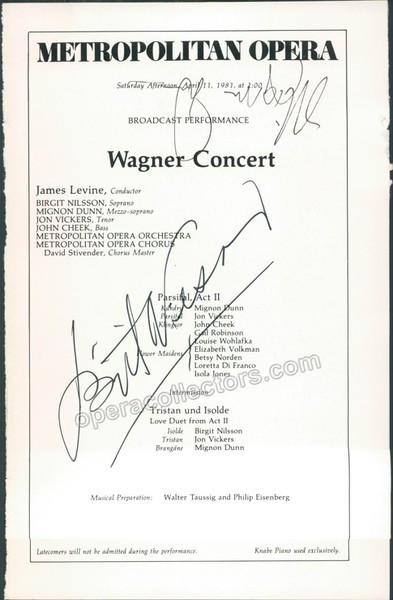 METROPOLITAN OPERA
Saturday Afternoon, April 11, 1981, at 2:00
BROADCAST PERFORMANCE
Wagner Concert
James Levine, Conductor
BIRGIT NILSSON, Soprano
MIGNON DUNN, Mezzo-soprano
JON VICKERS, Tenor
JOHN CHEEK, Bass
METROPOLITAN OPERA ORCHESTRA
METROPOLITAN OPERA CHORUS
David Stivender, Chorus Master
Birgit Nilsson
Parsifal, Act II
Kundry Mignon Dunn
Parsifal Jon Vickers
Klingsor John Cheek
Gail Robinson
Louise Wohlafka
Elizabeth Volkman
Flower Maidens Betsy Norden
Loretta Di Franco
Isola Jones
operacollectors.com
Intermission
Tristan und Isolde
Love Duet from Act II
Isolde Birgit Nilsson
Tristan Jon Vickers
Brangäne Mignon Dunn
Musical Preparation: Walter Taussig and Philip Eisenberg
Latecomers will not be admitted during the performance. Knabe Piano used exclusively.